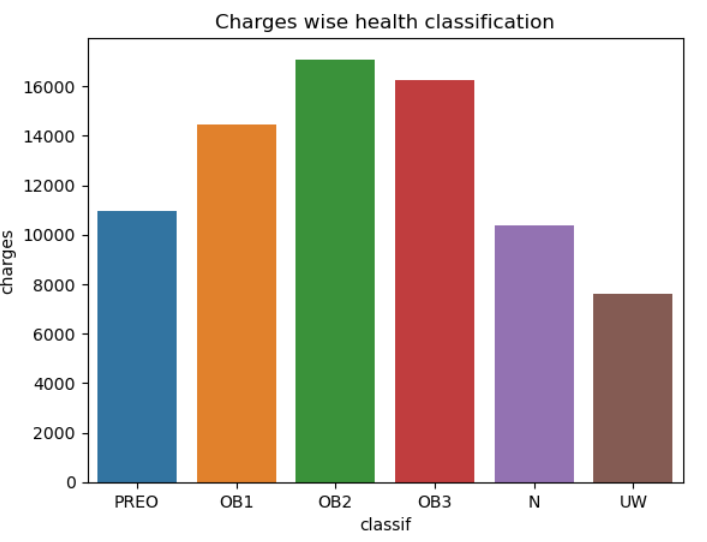 Charges wise health classification
16000
14000
12000
10000
8000
6000
4000
2000
0
charges
PREO OB1 OB2 OB3 N UW
classif